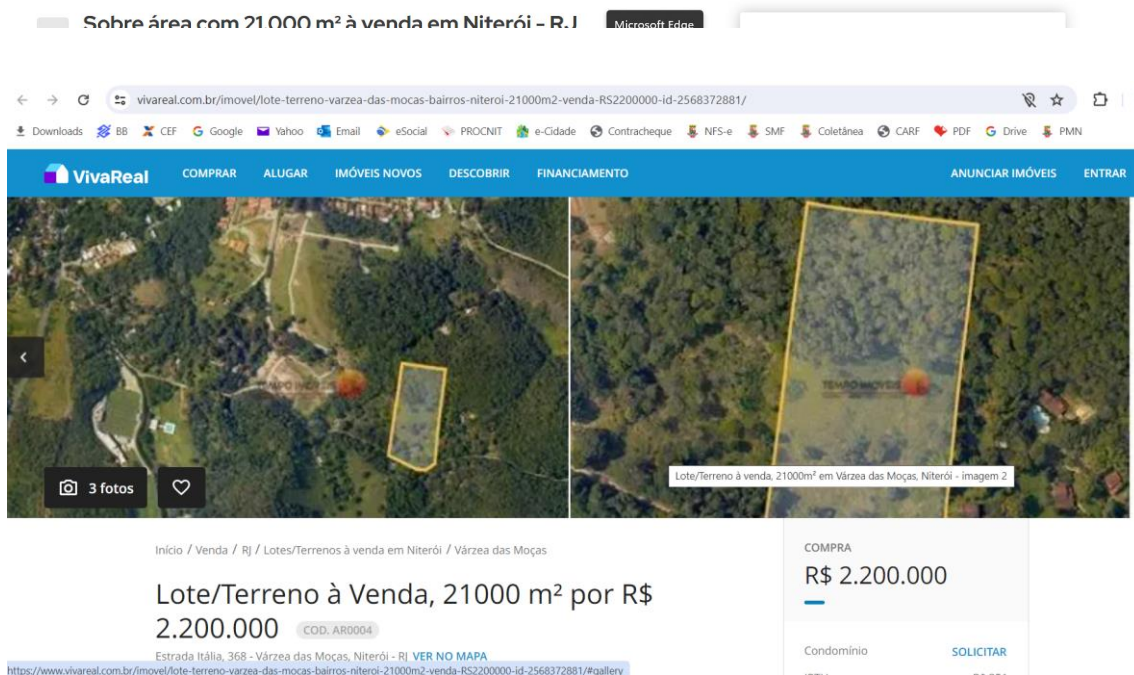 Sobre área com 21.000 m² à venda em Niterói - RJ
Microsoft Edge
vivareal.com.br/imovel/lote-terreno-varzea-das-mocas-bairros-niteroi-21000m2-venda-RS2200000-id-2568372881/
Downloads BB CEF Google Yahoo Email eSocial PROCNIT e-Cidade Contracheque NFS-e SMF Coletânea CARF PDF Drive PMN
VivaReal COMPRAR ALUGAR IMÓVEIS NOVOS DESCOBRIR FINANCIAMENTO ANUNCIAR IMÓVEIS ENTRAR
TEMPO IMÓVEIS
TEMPO IMÓVEIS
Lote/Terreno à venda, 21000m² em Várzea das Moças, Niterói - imagem 2
3 fotos
Início / Venda / RJ / Lotes/Terrenos à venda em Niterói / Várzea das Moças
COMPRA
R$ 2.200.000
Lote/Terreno à Venda, 21000 m² por R$
2.200.000 COD. AR0004
Estrada Itália, 368 - Várzea das Moças, Niterói - RJ VER NO MAPA
Condomínio SOLICITAR
https://www.vivareal.com.br/imovel/lote-terreno-varzea-das-mocas-bairros-niteroi-21000m2-venda-RS2200000-id-2568372881/#gallery